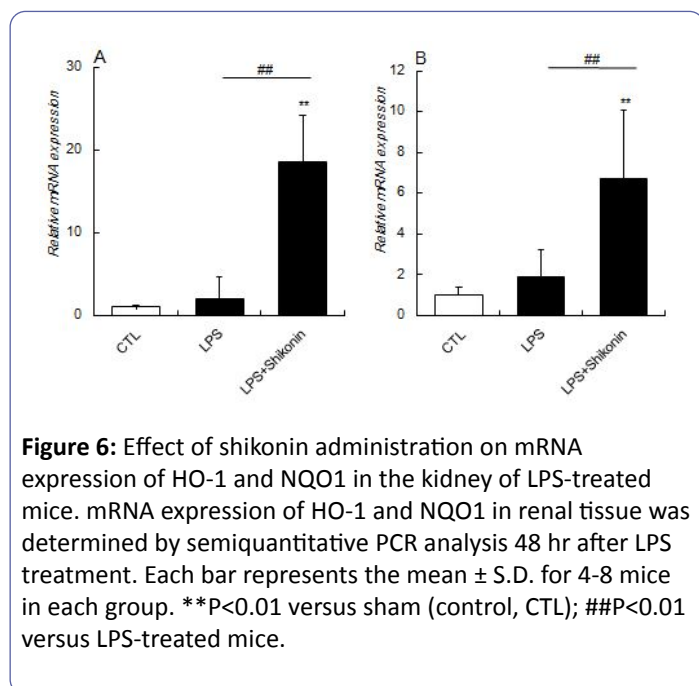 A
30
20
10
0
Relative mRNA expression
##
**
CTL
LPS
LPS+Shikonin
B
12
10
8
6
4
2
0
Relative mRNA expression
##
**
CTL
LPS
LPS+Shikonin
Figure 6: Effect of shikonin administration on mRNA
expression of HO-1 and NQO1 in the kidney of LPS-treated
mice. mRNA expression of HO-1 and NQO1 in renal tissue was
determined by semiquantitative PCR analysis 48 hr after LPS
treatment. Each bar represents the mean ± S.D. for 4-8 mice
in each group. **P<0.01 versus sham (control, CTL); ##P<0.01
versus LPS-treated mice.